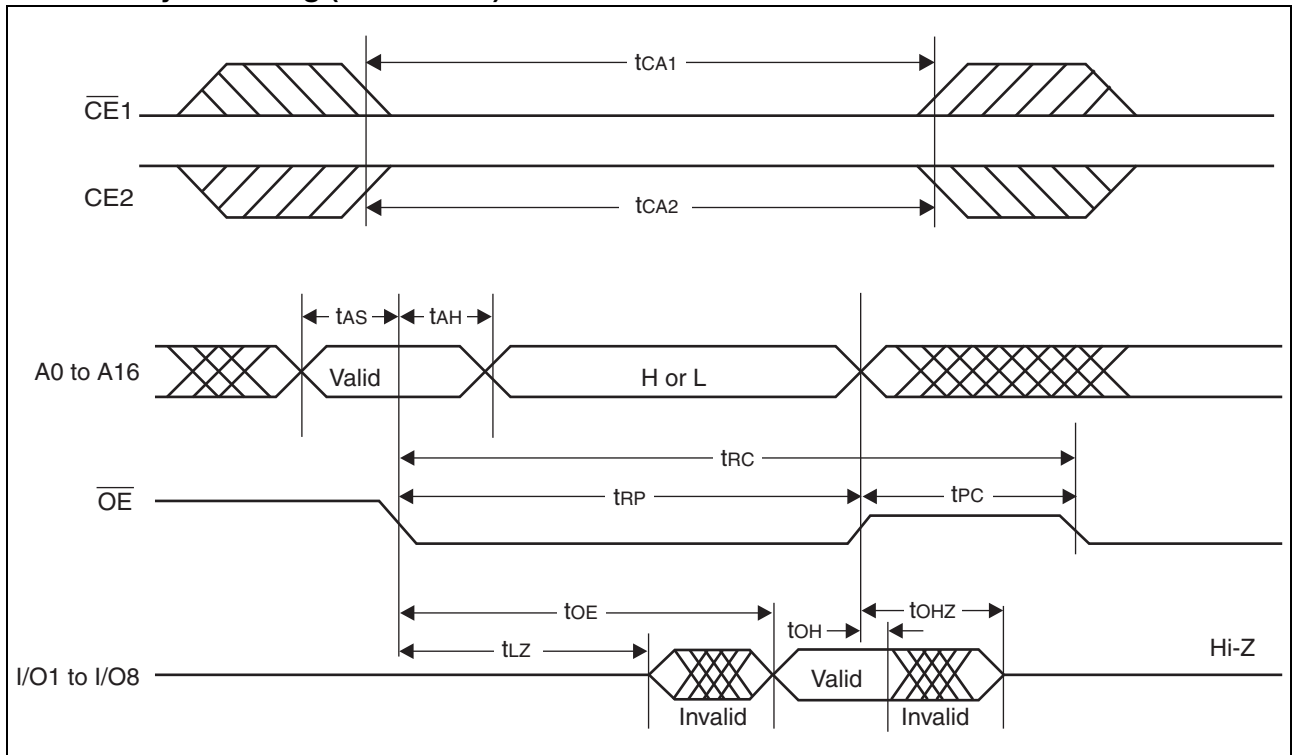 tCA1
CE1
CE2
tCA2
tAS tAH
A0 to A16 Valid H or L
tRC
OE tRP tPC
tOE tOHZ
tOH
tLZ Hi-Z
I/O1 to I/O8 Valid
Invalid Invalid